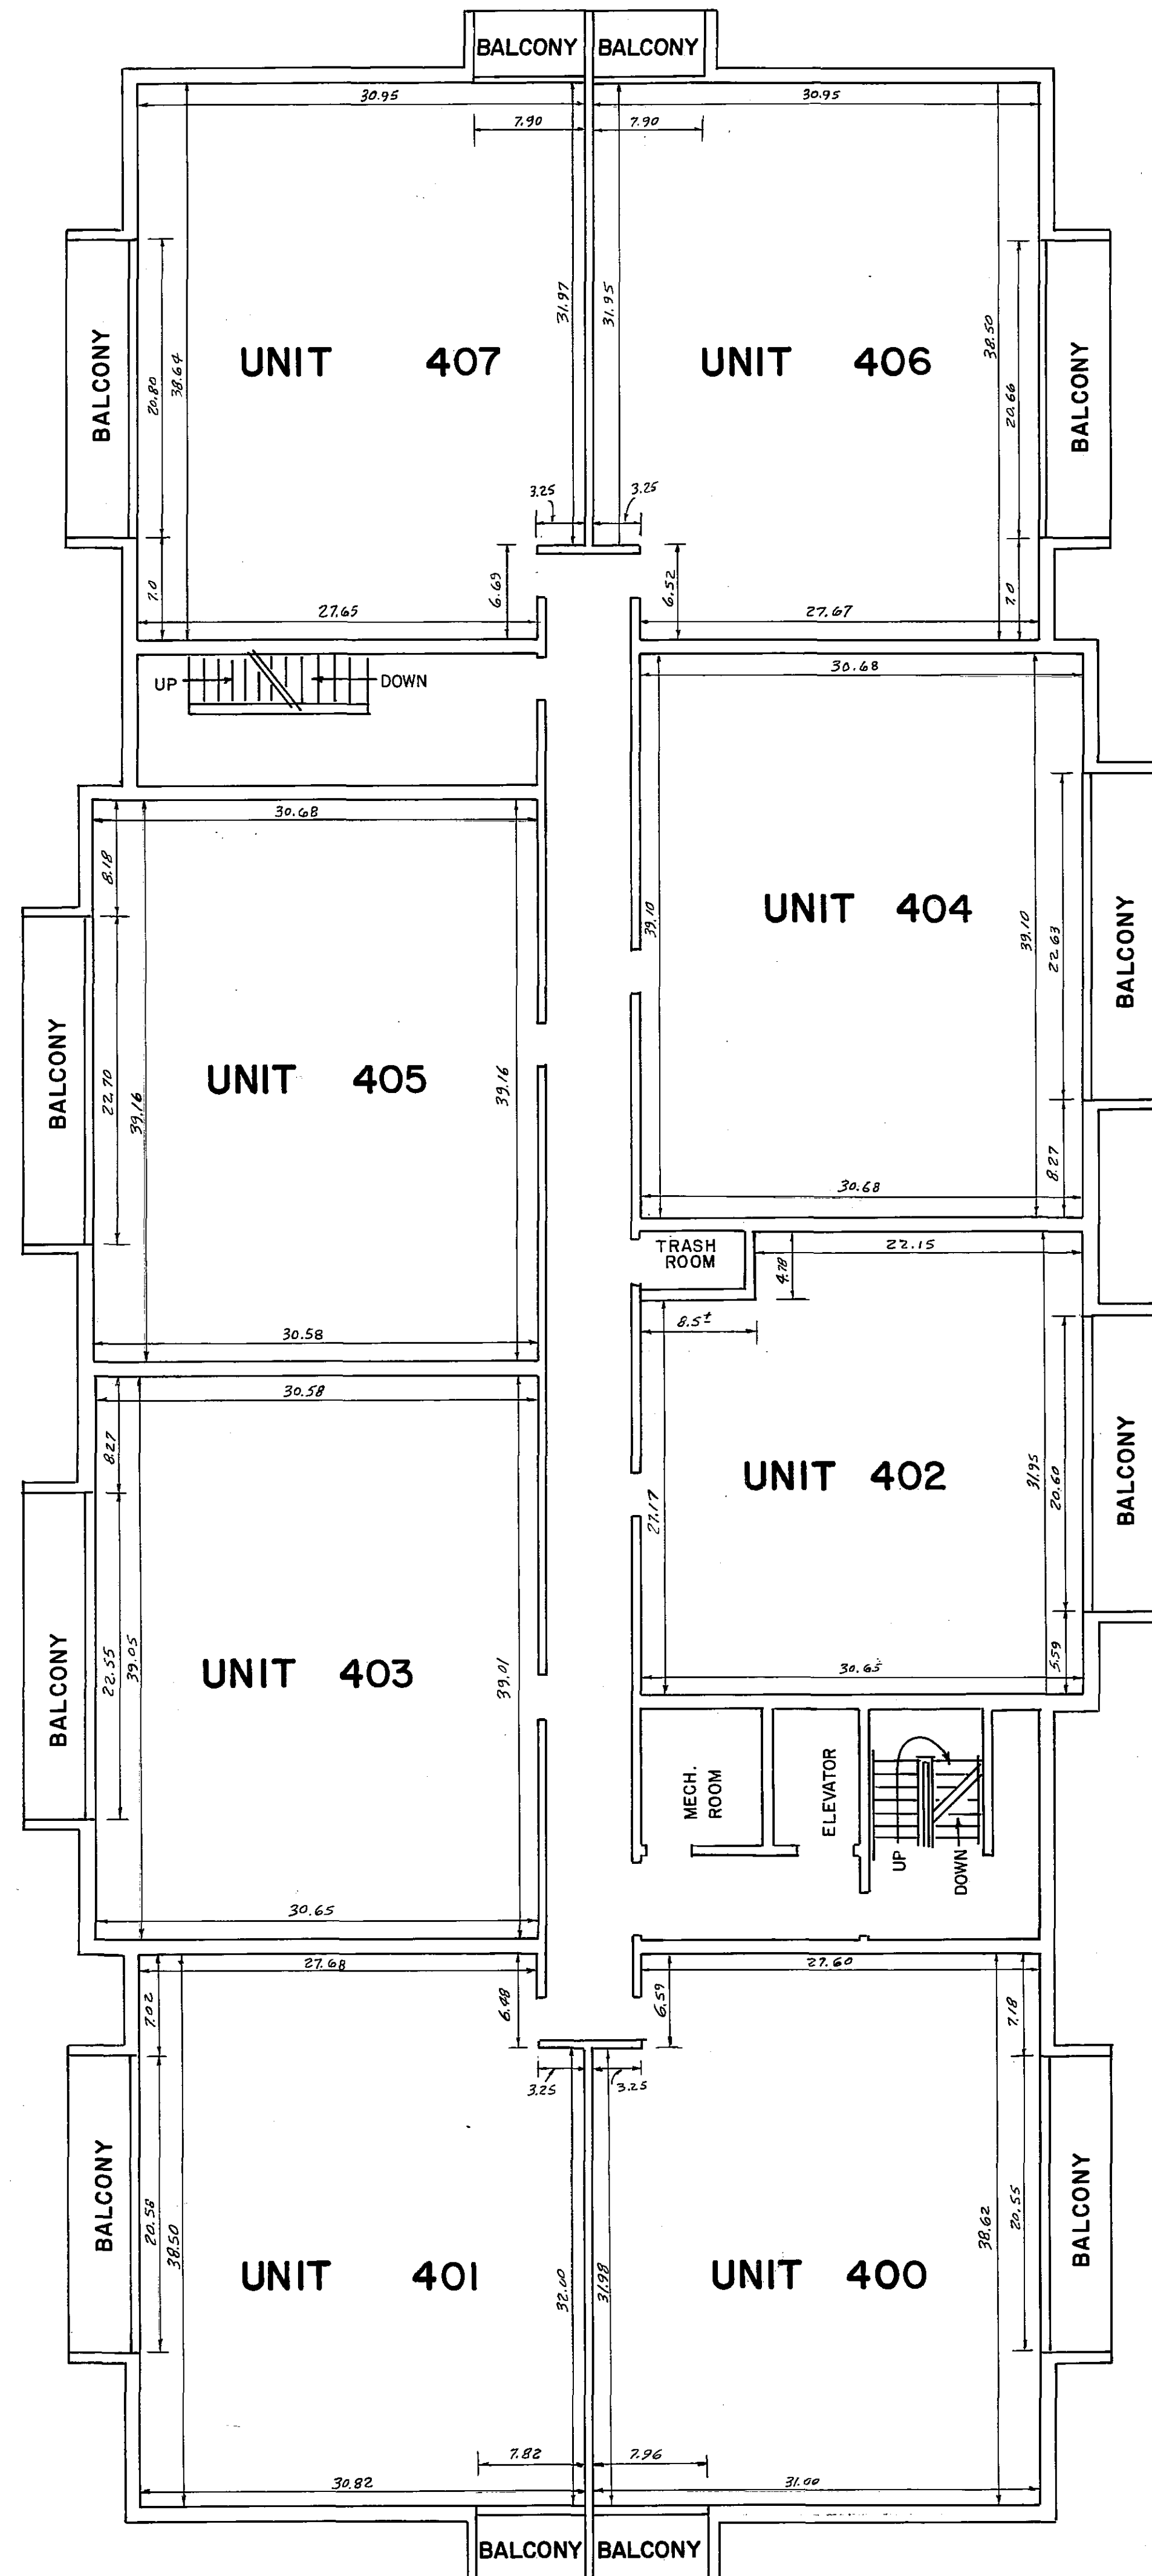 BALCONY BALCONY
30.95 30.95
7.90 7.90
31.97 31.95
38.64 38.50
20.80 20.66
BALCONY BALCONY
UNIT 407 UNIT 406
3.25 3.25
6.69 6.52
7.0 7.0
27.65 27.67
UP DOWN
30.68
30.68
8.18
39.10 39.10
UNIT 404
22.63
BALCONY
BALCONY
22.70
39.16 39.16
UNIT 405
8.27
30.68
TRASH
ROOM
22.15
4.78
8.5±
30.58
30.58
8.27
UNIT 402
31.95
20.60
27.17
BALCONY
5.59
30.65
BALCONY
22.55
39.05 39.01
UNIT 403
MECH.
ROOM
ELEVATOR
UP
DOWN
30.65
27.68 27.60
7.02 7.18
6.48 6.59
3.25 3.25
BALCONY BALCONY
20.58 20.55
38.50 38.62
32.00 31.98
UNIT 401 UNIT 400
7.82 7.96
30.82 31.00
BALCONY BALCONY